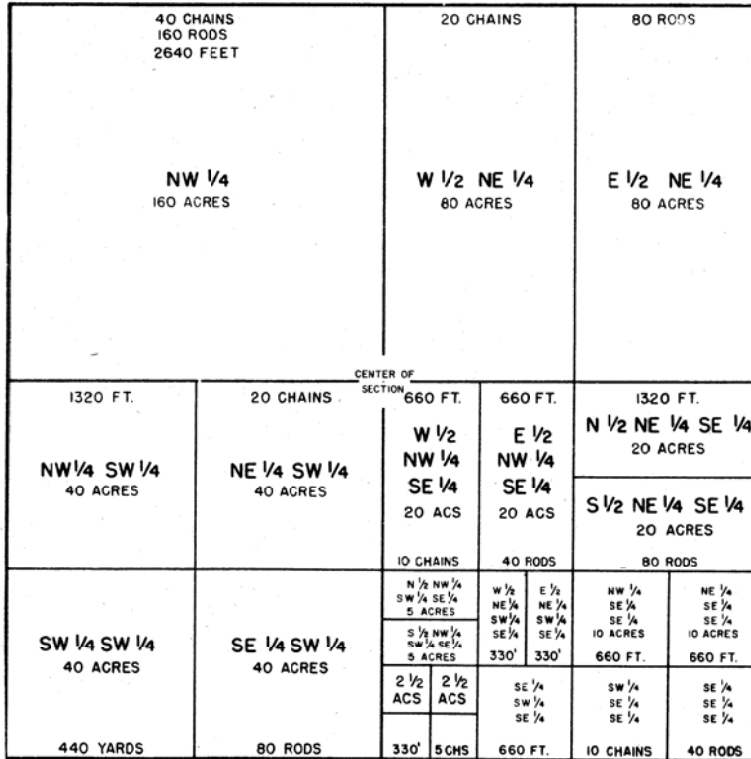 40 CHAINS
160 RODS
2640 FEET
NW 1/4
160 ACRES
20 CHAINS
W 1/2 NE 1/4
80 ACRES
80 RODS
E 1/2 NE 1/4
80 ACRES
CENTER OF
SECTION
1320 FT.
NW 1/4 SW 1/4
40 ACRES
20 CHAINS
NE 1/4 SW 1/4
40 ACRES
660 FT.
W 1/2
NW 1/4
SE 1/4
20 ACS
10 CHAINS
660 FT.
E 1/2
NW 1/4
SE 1/4
20 ACS
40 RODS
1320 FT.
N 1/2 NE 1/4 SE 1/4
20 ACRES
S 1/2 NE 1/4 SE 1/4
20 ACRES
80 RODS
SW 1/4 SW 1/4
40 ACRES
440 YARDS
SE 1/4 SW 1/4
40 ACRES
80 RODS
N 1/2 NW 1/4
SW 1/4 SE 1/4
5 ACRES
S 1/2 NW 1/4
SW 1/4 SE 1/4
5 ACRES
W 1/2
NE 1/4
SW 1/4
SE 1/4
330'
E 1/2
NE 1/4
SW 1/4
SE 1/4
330'
NW 1/4
SE 1/4
SE 1/4
10 ACRES
660 FT.
NE 1/4
SE 1/4
SE 1/4
10 ACRES
660 FT.
2 1/2
ACS
2 1/2
ACS
330'
5 CHS
SE 1/4
SW 1/4
SE 1/4
660 FT.
SW 1/4
SE 1/4
SE 1/4
10 CHAINS
SE 1/4
SE 1/4
SE 1/4
40 RODS